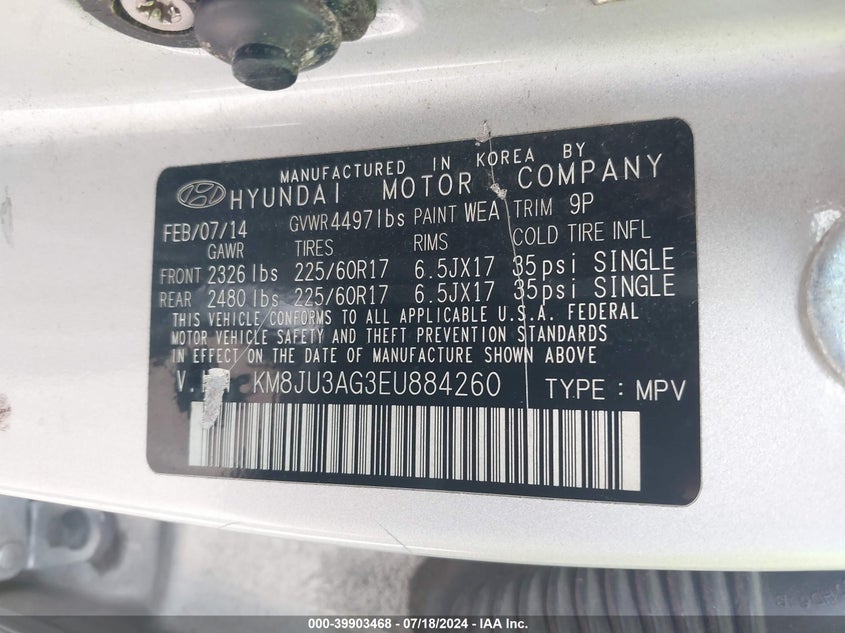 MANUFACTURED IN KOREA BY
HYUNDAI MOTOR COMPANY
FEB/07/14 GVWR 4497lbs PAINT WEA TRIM 9P
GAWR TIRES RIMS COLD TIRE INFL
FRONT 2326 lbs 225/60R17 6.5JX17 35psi SINGLE
REAR 2480 lbs 225/60R17 6.5JX17 35psi SINGLE
THIS VEHICLE CONFORMS TO ALL APPLICABLE U.S.A. FEDERAL
MOTOR VEHICLE SAFETY AND THEFT PREVENTION STANDARDS
IN EFFECT ON THE DATE OF MANUFACTURE SHOWN ABOVE
V. KM8JU3AG3EU884260 TYPE : MPV
000-39903468 - 07/18/2024 - IAA Inc.